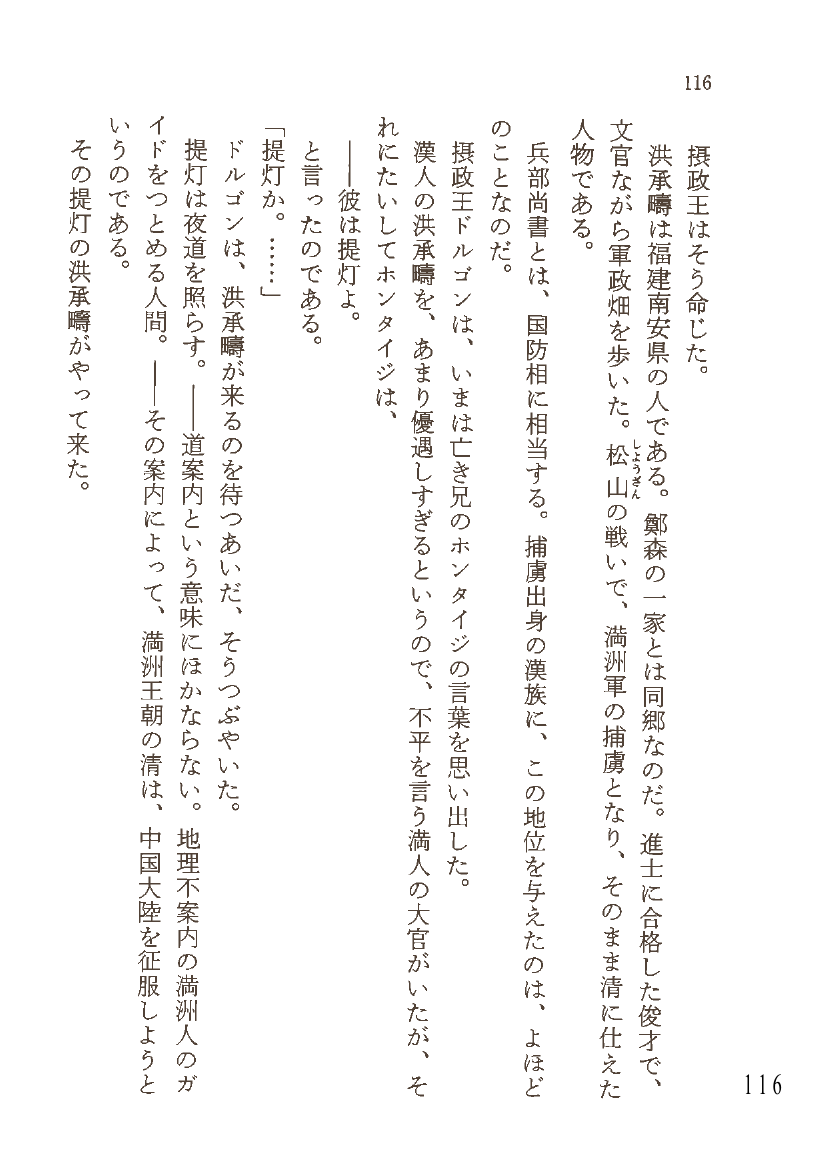 116
摂政王はそう命じた。
洪承疇は福建南安県の人である。鄭森の一家とは同郷なのだ。進士に合格した俊才で、
文官ながら軍政畑を歩いた。松山の戦いで、満洲軍の捕虜となり、そのまま清に仕えた
しょうざん
人物である。
兵部尚書とは、国防相に相当する。捕虜出身の漢族に、この地位を与えたのは、よほど
のことなのだ。
摂政王ドルゴンは、いまは亡き兄のホンタイジの言葉を思い出した。
漢人の洪承疇を、あまり優遇しすぎるというので、不平を言う満人の大官がいたが、そ
れにたいしてホンタイジは、
――彼は提灯よ。
と言ったのである。
「提灯か。……」
ドルゴンは、洪承疇が来るのを待つあいだ、そうつぶやいた。
提灯は夜道を照らす。――道案内という意味にほかならない。地理不案内の満洲人のガ
イドをつとめる人間。――その案内によって、満洲王朝の清は、中国大陸を征服しようと
いうのである。
その提灯の洪承疇がやって来た。
116